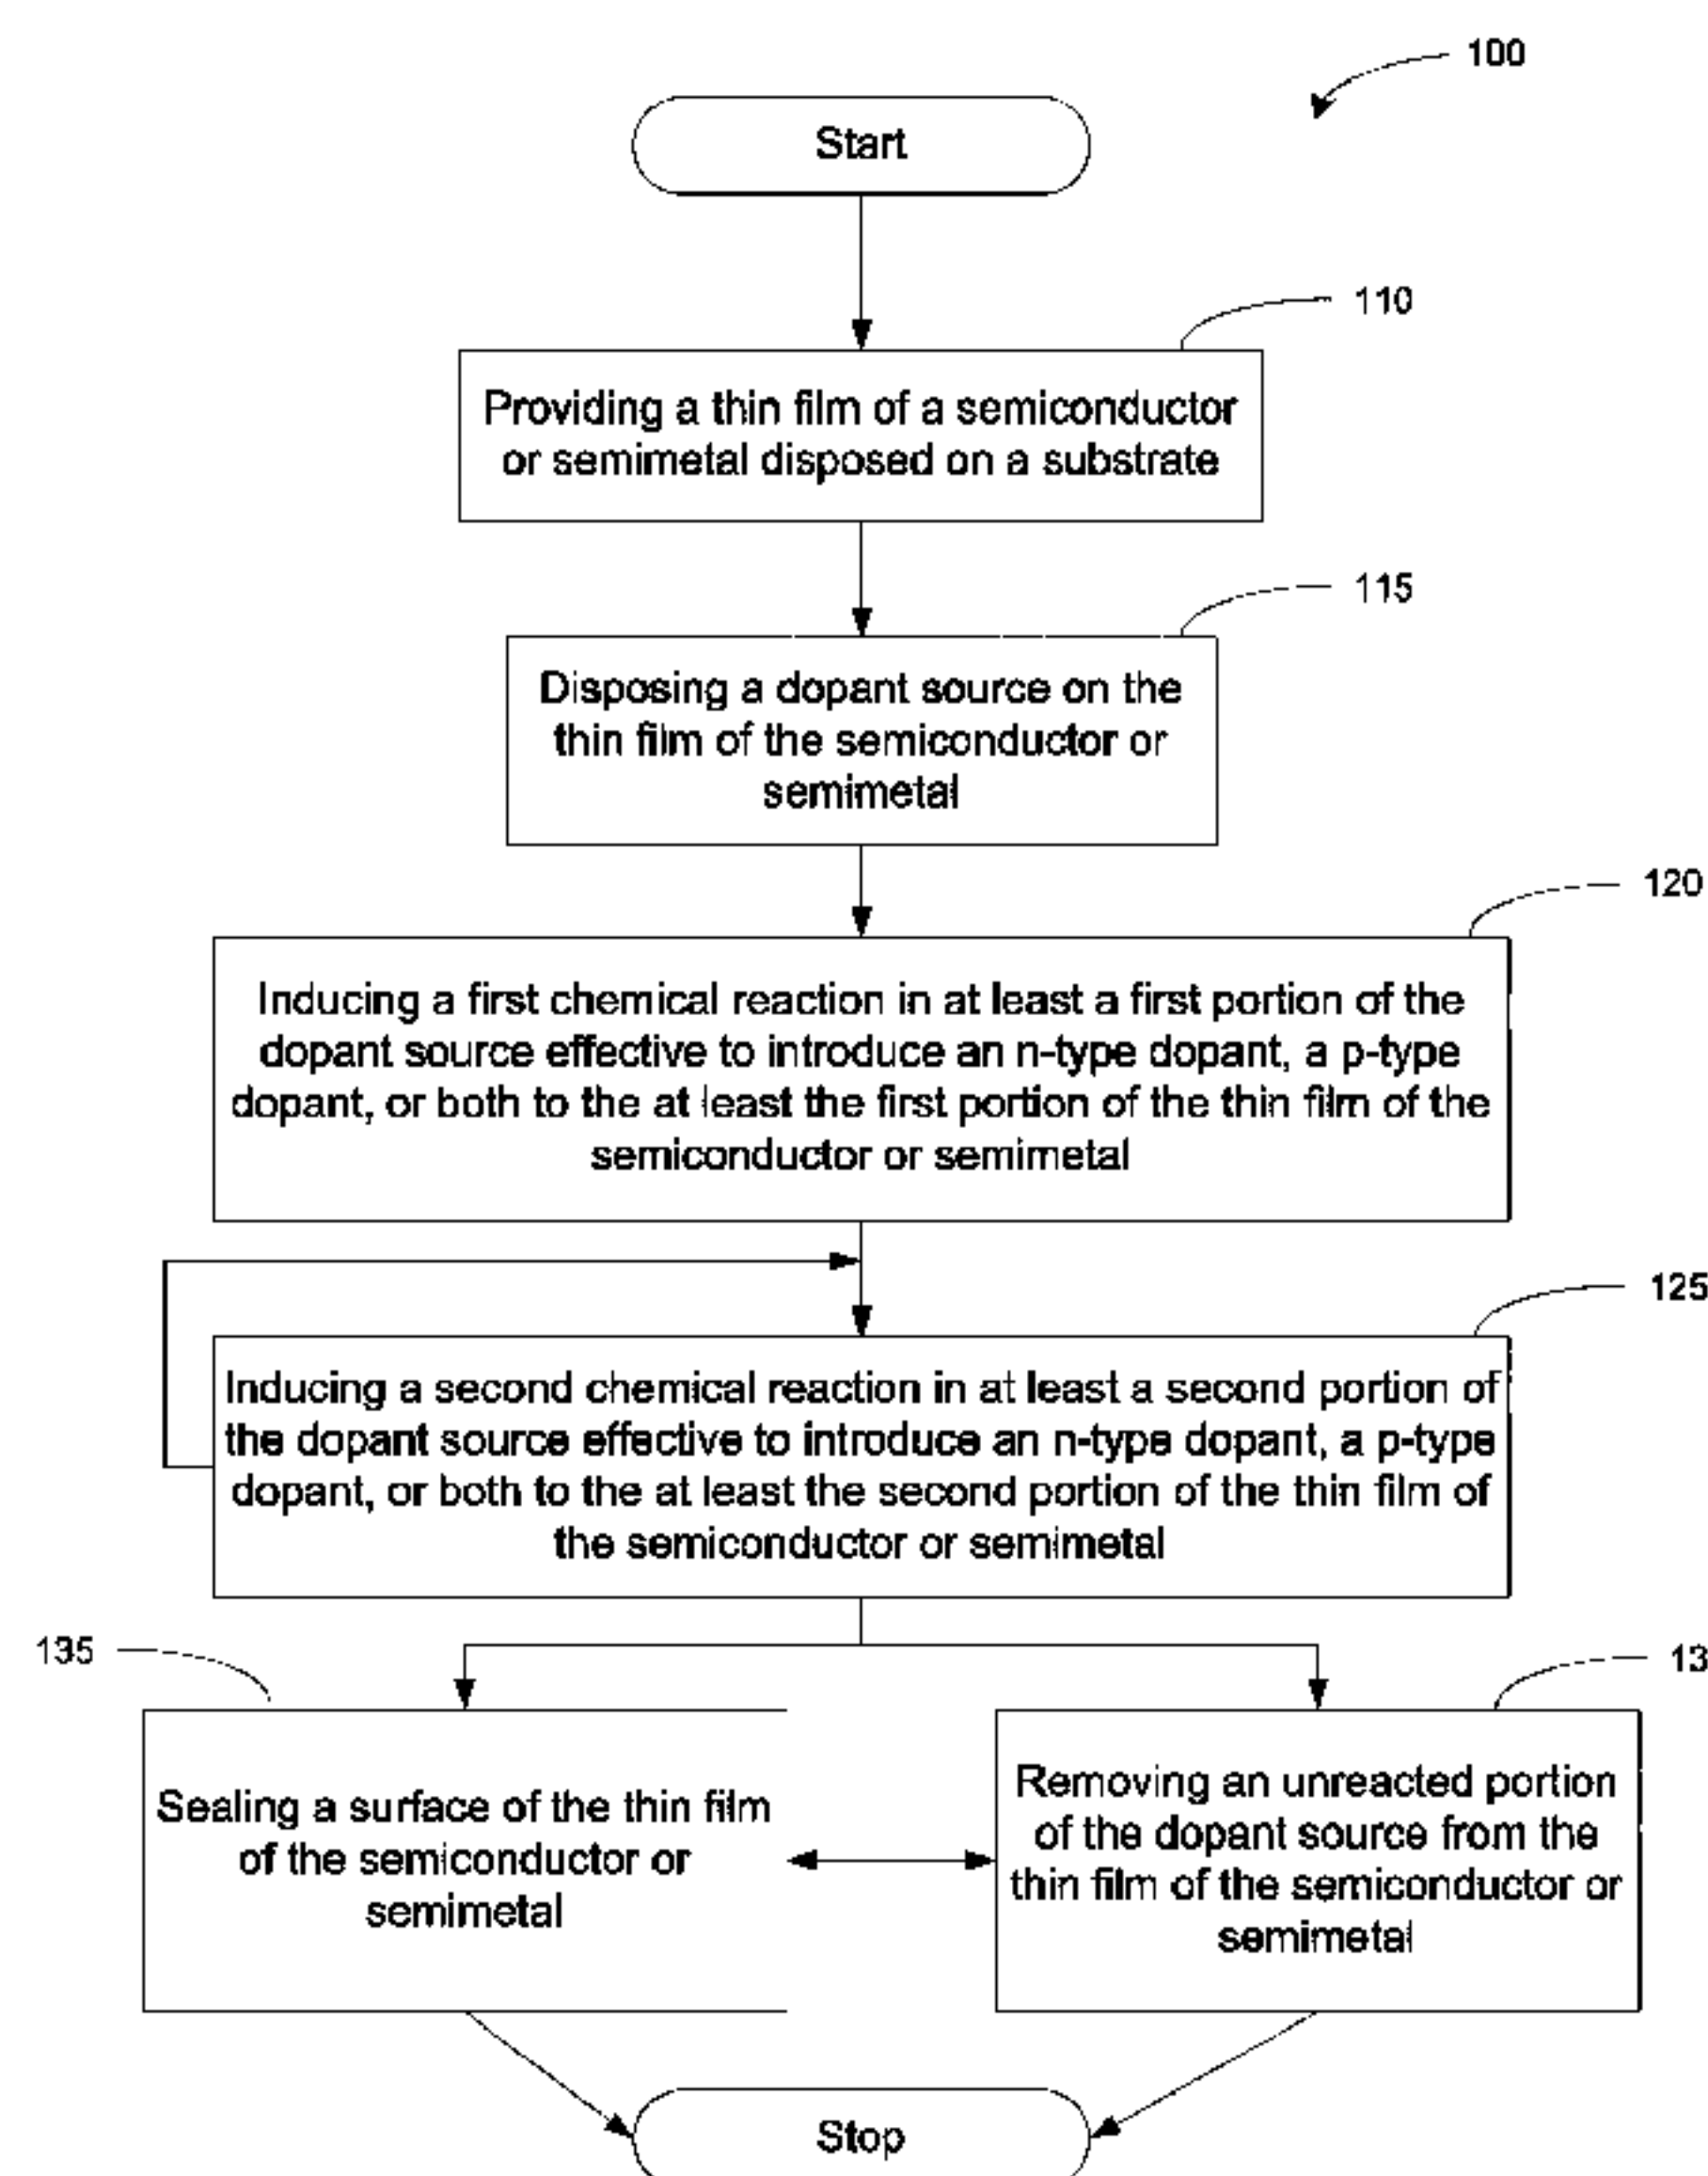 100
Start
110
Providing a thin film of a semiconductor
or semimetal disposed on a substrate
115
Disposing a dopant source on the
thin film of the semiconductor or
semimetal
120
Inducing a first chemical reaction in at least a first portion of the
dopant source effective to introduce an n-type dopant, a p-type
dopant, or both to the at least the first portion of the thin film of the
semiconductor or semimetal
125
Inducing a second chemical reaction in at least a second portion of
the dopant source effective to introduce an n-type dopant, a p-type
dopant, or both to the at least the second portion of the thin film of
the semiconductor or semimetal
135
Sealing a surface of the thin film
of the semiconductor or
semimetal
13
Removing an unreacted portion
of the dopant source from the
thin film of the semiconductor or
semimetal
Stop